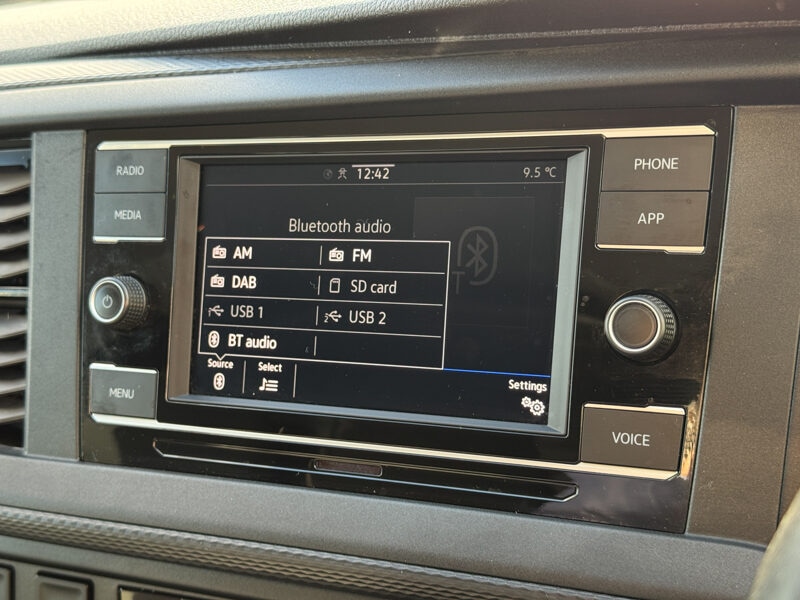 RADIO
MEDIA
MENU
12:42
9.5 °C
Bluetooth audio
AM
FM
DAB
SD card
USB 1
USB 2
BT audio
Source
Select
Settings
PHONE
APP
VOICE